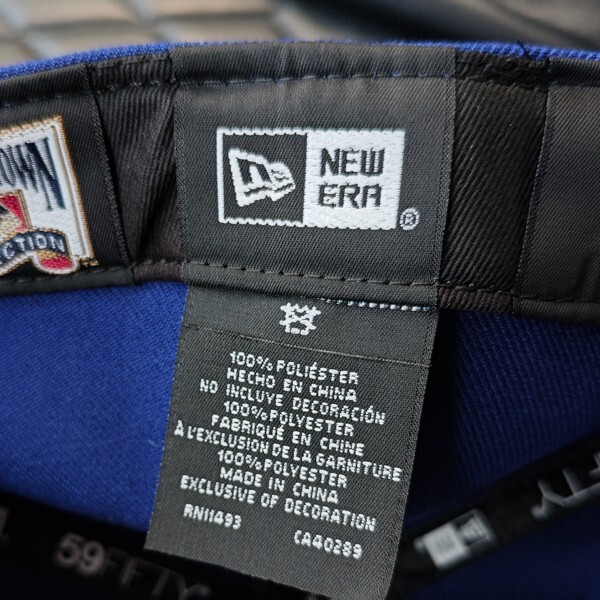 NEW
ERA
®
100% POLIÉSTER
HECHO EN CHINA
NO INCLUYE DECORACIÓN
100% POLYESTER
FABRIQUÉ EN CHINE
À L'EXCLUSION DE LA GARNITURE
100% POLYESTER
MADE IN CHINA
EXCLUSIVE OF DECORATION
RN11493 CA40289
59FIFTY